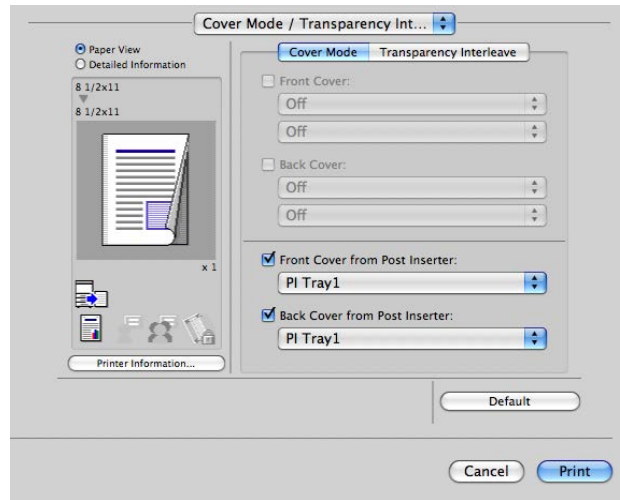 Cover Mode / Transparency Int...
Paper View
Detailed Information
8 1/2x11
8 1/2x11
x 1
Printer Information...
Cover Mode
Transparency Interleave
Front Cover:
Off
Off
Back Cover:
Off
Off
Front Cover from Post Inserter:
PI Tray1
Back Cover from Post Inserter:
PI Tray1
Default
Cancel
Print